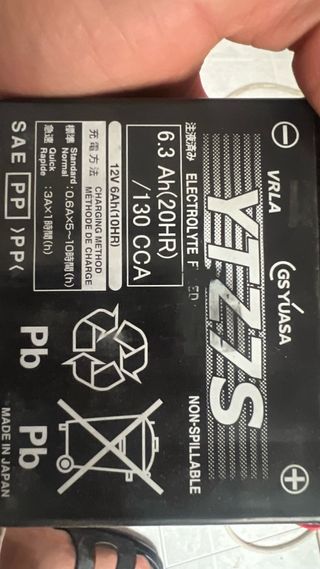 GS YUASA
VRLA
YTZ7S
注液済み ELECTROLYTE F ED
NON-SPILLABLE
6.3 Ah(20HR)
/130 CCA
12V 6Ah(10HR)
充電方法 CHARGING METHOD
METHODE DE CHARGE
標準 Standard Normal :0.6A×5~10時間(h)
急速 Quick Rapide :3A×1時間(h)
SAE PP >PP<
Pb Pb
MADE IN JAPAN